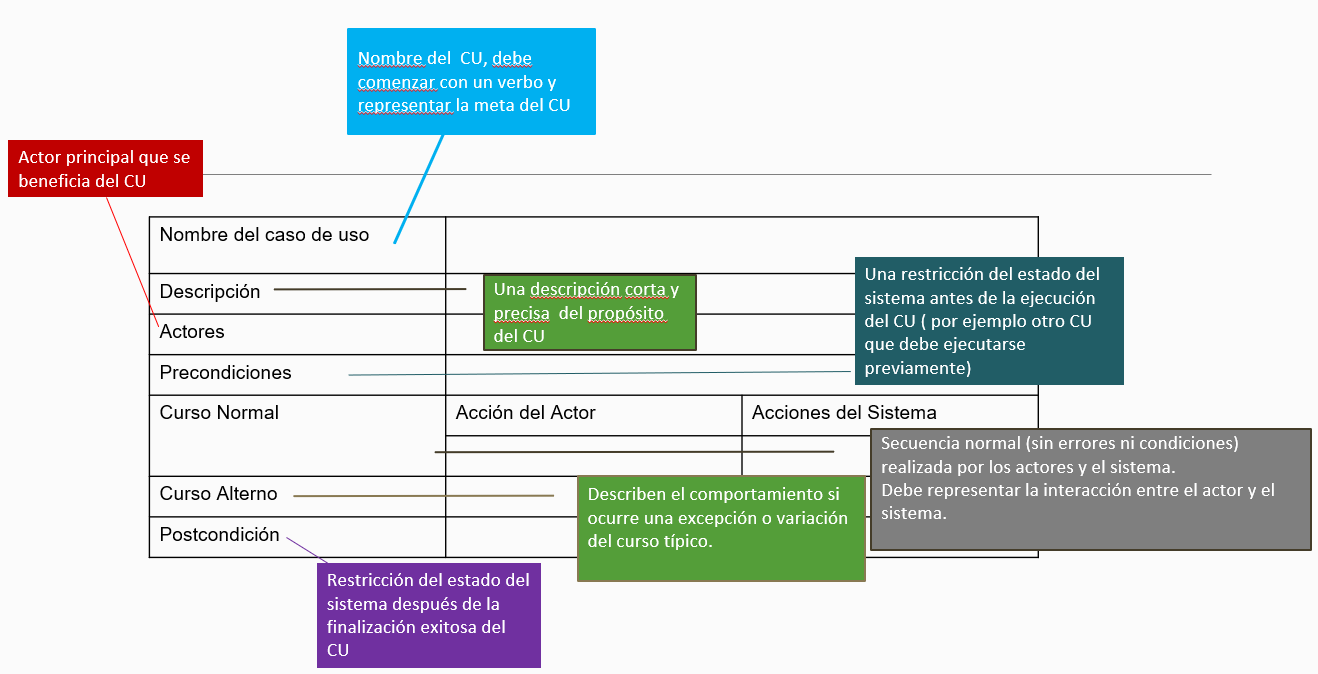 Nombre del  CU, debe
comenzar con un verbo y
representar la meta del CU
Actor principal que se
beneficia del CU
Nombre del caso de uso
Descripción
Una descripción corta y
precisa  del propósito
del CU
Una restricción del estado del
sistema antes de la ejecución
del CU ( por ejemplo otro CU
que debe ejecutarse
previamente)
Actores
Precondiciones
Curso Normal
Acción del Actor
Acciones del Sistema
Secuencia normal (sin errores ni condiciones)
realizada por los actores y el sistema.
Debe representar la interacción entre el actor y el
sistema.
Curso Alterno
Describen el comportamiento si
ocurre una excepción o variación
del curso típico.
Postcondición
Restricción del estado del
sistema después de la
finalización exitosa del
CU